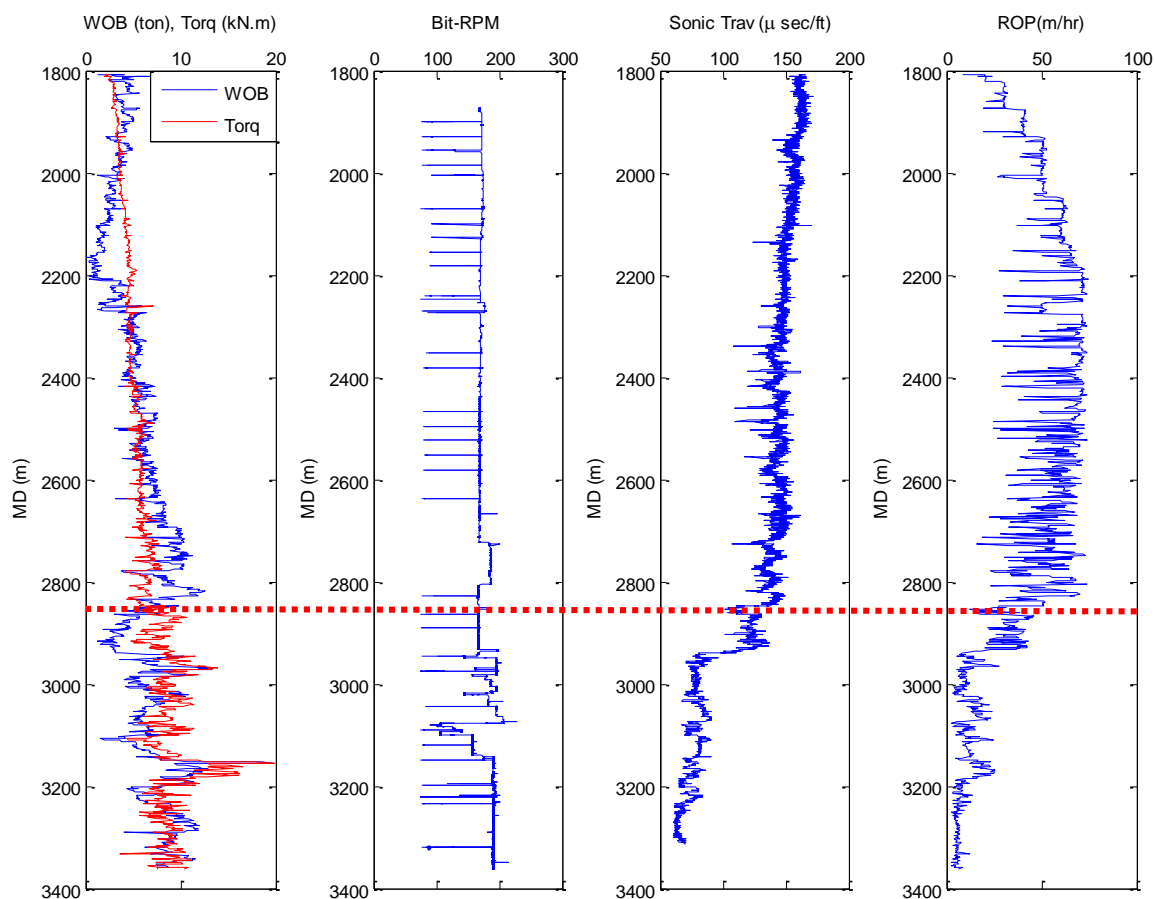 WOB (ton), Torq (kN.m)
Bit-RPM
Sonic Trav (μ sec/ft)
ROP(m/hr)
0 10 20
0 100 200 300
50 100 150 200
0 50 100
1800 1800 1800 1800
WOB
Torq
2000 2000 2000 2000
2200 2200 2200 2200
2400 2400 2400 2400
MD (m) MD (m) MD (m) MD (m)
2600 2600 2600 2600
2800 2800 2800 2800
3000 3000 3000 3000
3200 3200 3200 3200
3400 3400 3400 3400